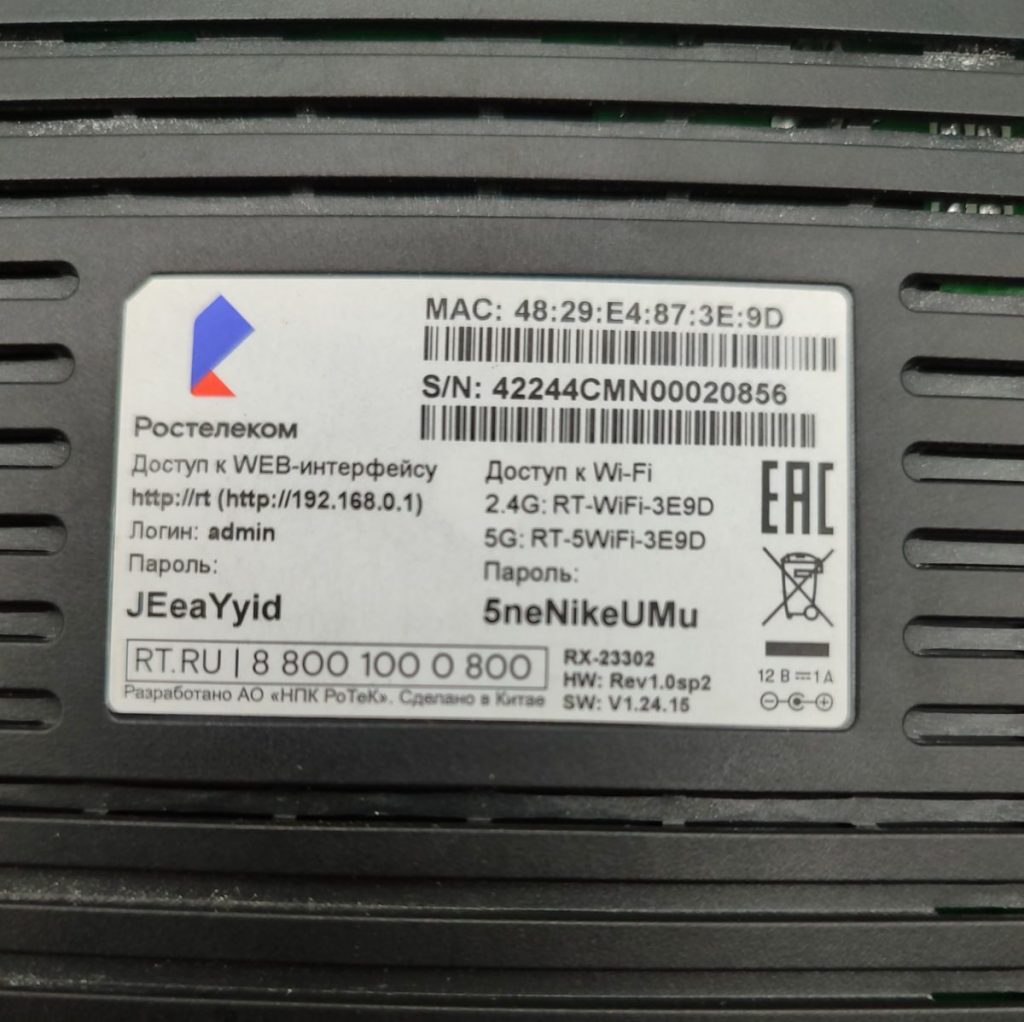 MAC: 48:29:E4:87:3E:9D
S/N: 42244CMN00020856
Ростелеком
Доступ к WEB-интерфейсу
http://rt (http://192.168.0.1)
Логин: admin
Пароль:
JEeaYyid
Доступ к Wi-Fi
2.4G: RT-WiFi-3E9D
5G: RT-5WiFi-3E9D
Пароль:
5neNikeUMu
EAC
RT.RU | 8 800 100 0 800
Разработано АО «НПК РоТеК». Сделано в Китае
RX-23302
HW: Rev1.0sp2
SW: V1.24.15
12 В ⎓ 1А